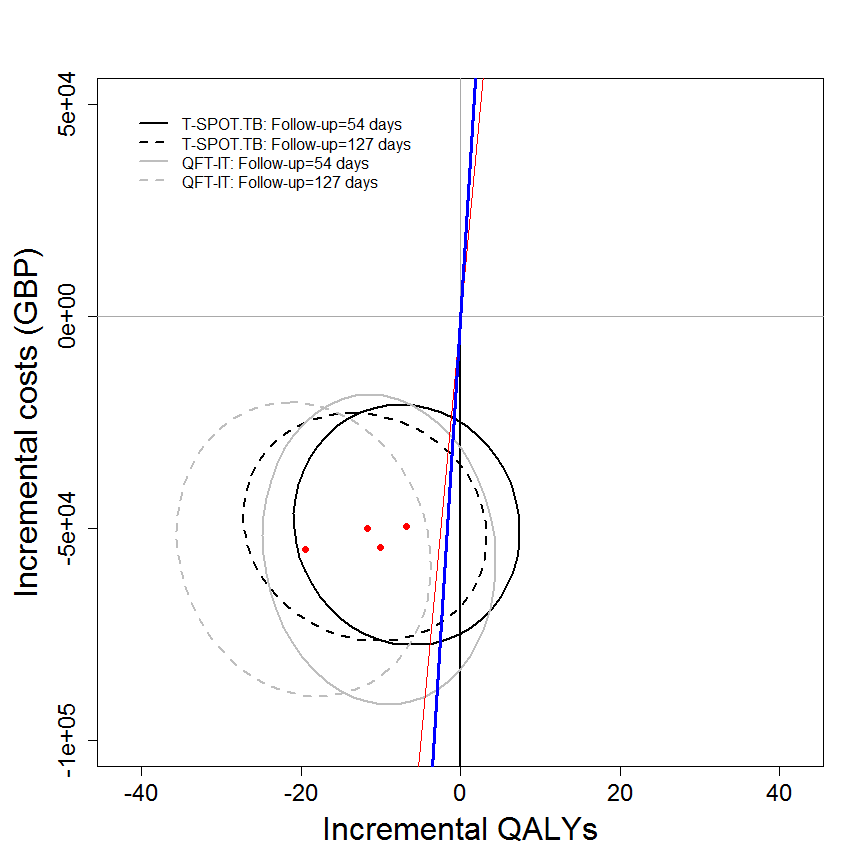 T-SPOT.TB: Follow-up=54 days
T-SPOT.TB: Follow-up=127 days
QFT-IT: Follow-up=54 days
QFT-IT: Follow-up=127 days
Incremental costs (GBP)
5e+04
0e+00
-5e+04
-1e+05
-40 -20 0 20 40
Incremental QALYs